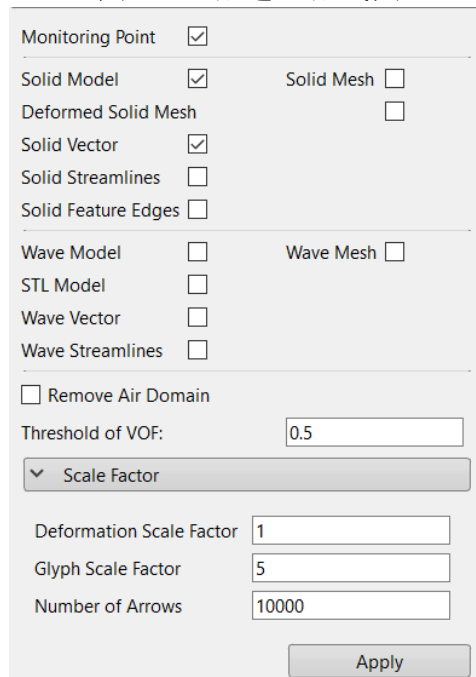 Monitoring Point
Solid Model Solid Mesh
Deformed Solid Mesh
Solid Vector
Solid Streamlines
Solid Feature Edges
Wave Model Wave Mesh
STL Model
Wave Vector
Wave Streamlines
Remove Air Domain
Threshold of VOF: 0.5
Scale Factor
Deformation Scale Factor 1
Glyph Scale Factor 5
Number of Arrows 10000
Apply